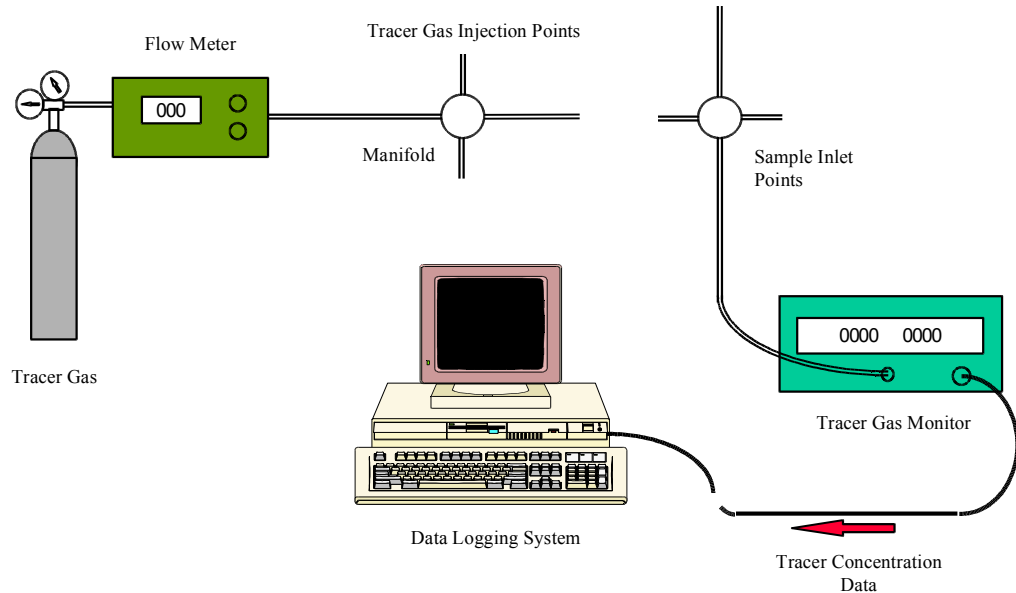 Tracer Gas Injection Points
Flow Meter
000
Manifold
Sample Inlet
Points
0000 0000
Tracer Gas
Tracer Gas Monitor
Data Logging System
Tracer Concentration
Data